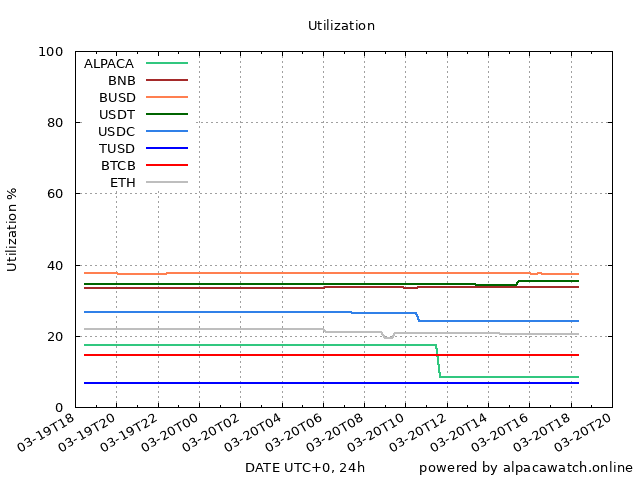 Utilization
100
80
60
40
20
0
Utilization %
ALPACA
BNB
BUSD
USDT
USDC
TUSD
BTCB
ETH
03-19T18
03-19T20
03-19T22
03-20T00
03-20T02
03-20T04
03-20T06
03-20T08
03-20T10
03-20T12
03-20T14
03-20T16
03-20T18
03-20T20
DATE UTC+0, 24h
powered by alpacawatch.online